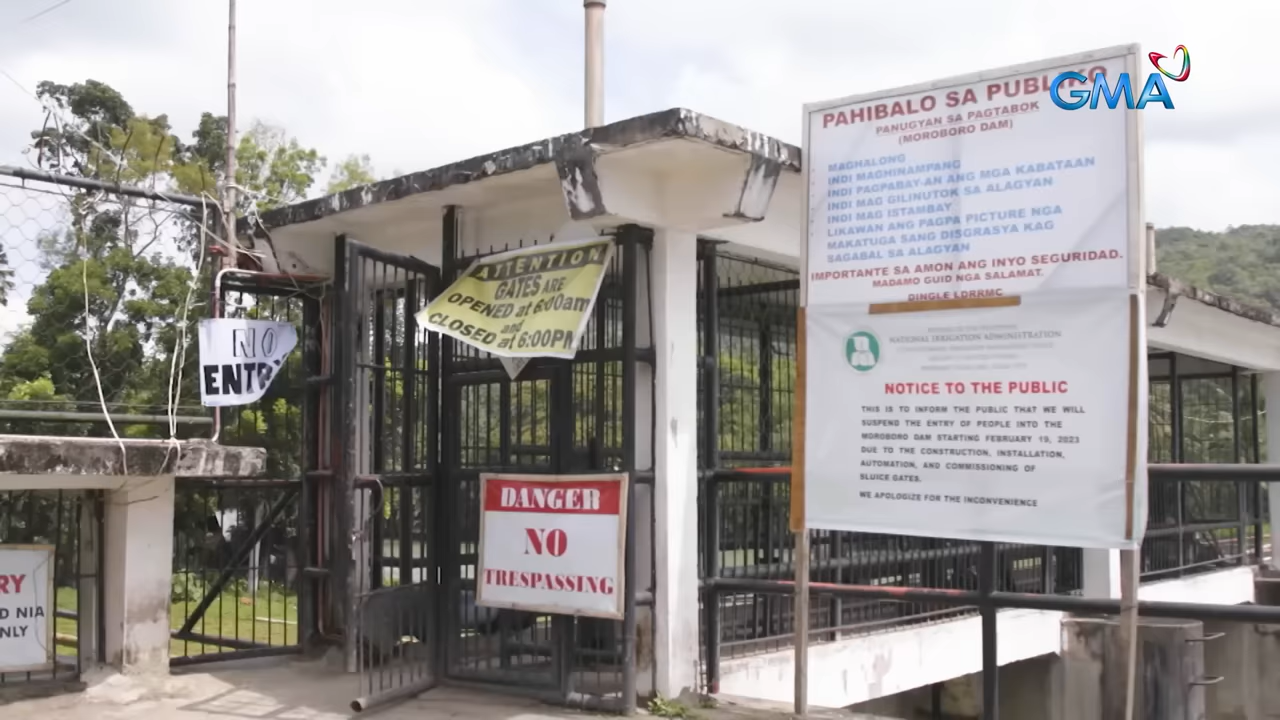 GMA
PAHIBALO SA PUBLIKO
PANUGYAN SA PAGTABOK
(MOROBORO DAM)
MAGHALONG
INDI MAGHINAMPANG
INDI PAGPABAY-AN ANG MGA KABATAAN
INDI MAG GILINUTOK SA ALAGYAN
INDI MAG ISTAMBAY
LIKAWAN ANG PAGPA PICTURE NGA
MAKATUGA SANG DISGRASYA KAG
SAGABAL SA ALAGYAN
IMPORTANTE SA AMON ANG INYO SEGURIDAD.
MADAMO GUID NGA SALAMAT.
DINGLE LDRRMC
NATIONAL IRRIGATION ADMINISTRATION
NOTICE TO THE PUBLIC
THIS IS TO INFORM THE PUBLIC THAT WE WILL
SUSPEND THE ENTRY OF PEOPLE INTO THE
MOROBORO DAM STARTING FEBRUARY 19, 2023
DUE TO THE CONSTRUCTION, INSTALLATION,
AUTOMATION, AND COMMISSIONING OF
SLUICE GATES.
WE APOLOGIZE FOR THE INCONVENIENCE
ATTENTION
GATES ARE
OPENED at 6:00am
and
CLOSED at 6:00PM
NO
ENTRY
DANGER
NO
TRESPASSING
RY
D NIA
NLY